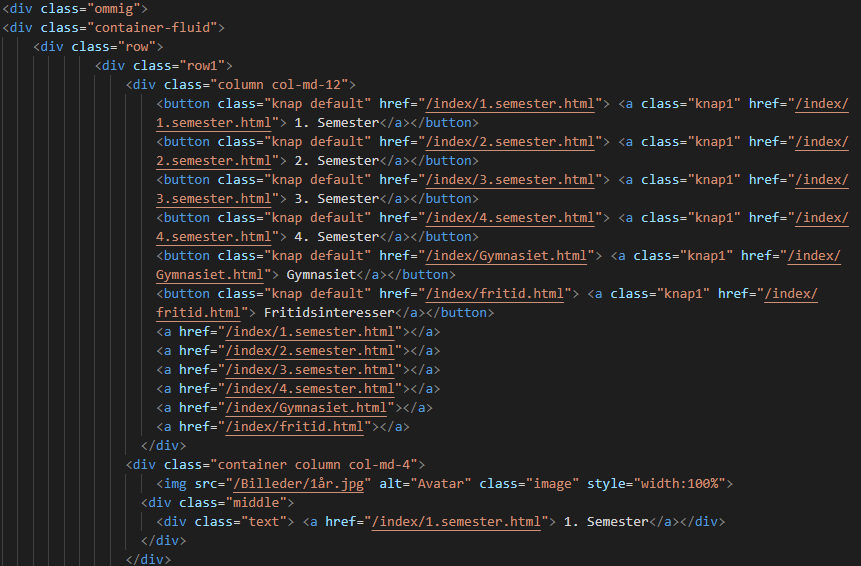 <div class="ommig">
<div class="container-fluid">
<div class="row">
<div class="row1">
<div class="column col-md-12">
<button class="knap default" href="/index/1.semester.html"> <a class="knap1" href="/index/
1.semester.html"> 1. Semester</a></button>
<button class="knap default" href="/index/2.semester.html"> <a class="knap1" href="/index/
2.semester.html"> 2. Semester</a></button>
<button class="knap default" href="/index/3.semester.html"> <a class="knap1" href="/index/
3.semester.html"> 3. Semester</a></button>
<button class="knap default" href="/index/4.semester.html"> <a class="knap1" href="/index/
4.semester.html"> 4. Semester</a></button>
<button class="knap default" href="/index/Gymnasiet.html"> <a class="knap1" href="/index/
Gymnasiet.html"> Gymnasiet</a></button>
<button class="knap default" href="/index/fritid.html"> <a class="knap1" href="/index/
fritid.html"> Fritidsinteresser</a></button>
<a href="/index/1.semester.html"></a>
<a href="/index/2.semester.html"></a>
<a href="/index/3.semester.html"></a>
<a href="/index/4.semester.html"></a>
<a href="/index/Gymnasiet.html"></a>
<a href="/index/fritid.html"></a>
</div>
<div class="container column col-md-4">
<img src="/Billeder/1år.jpg" alt="Avatar" class="image" style="width:100%">
<div class="middle">
<div class="text"> <a href="/index/1.semester.html"> 1. Semester</a></div>
</div>
</div>